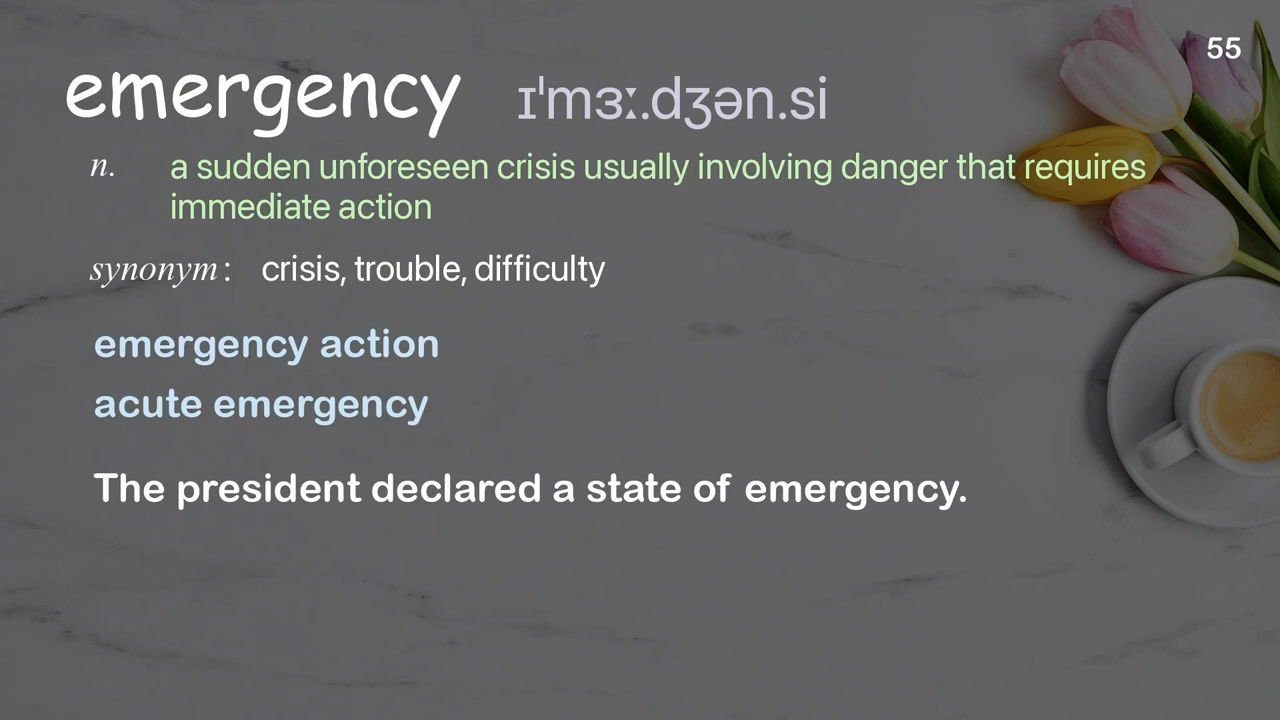 55
emergency ɪˈmɜː.dʒən.si
n. a sudden unforeseen crisis usually involving danger that requires
immediate action
synonym: crisis, trouble, difficulty
emergency action
acute emergency
The president declared a state of emergency.